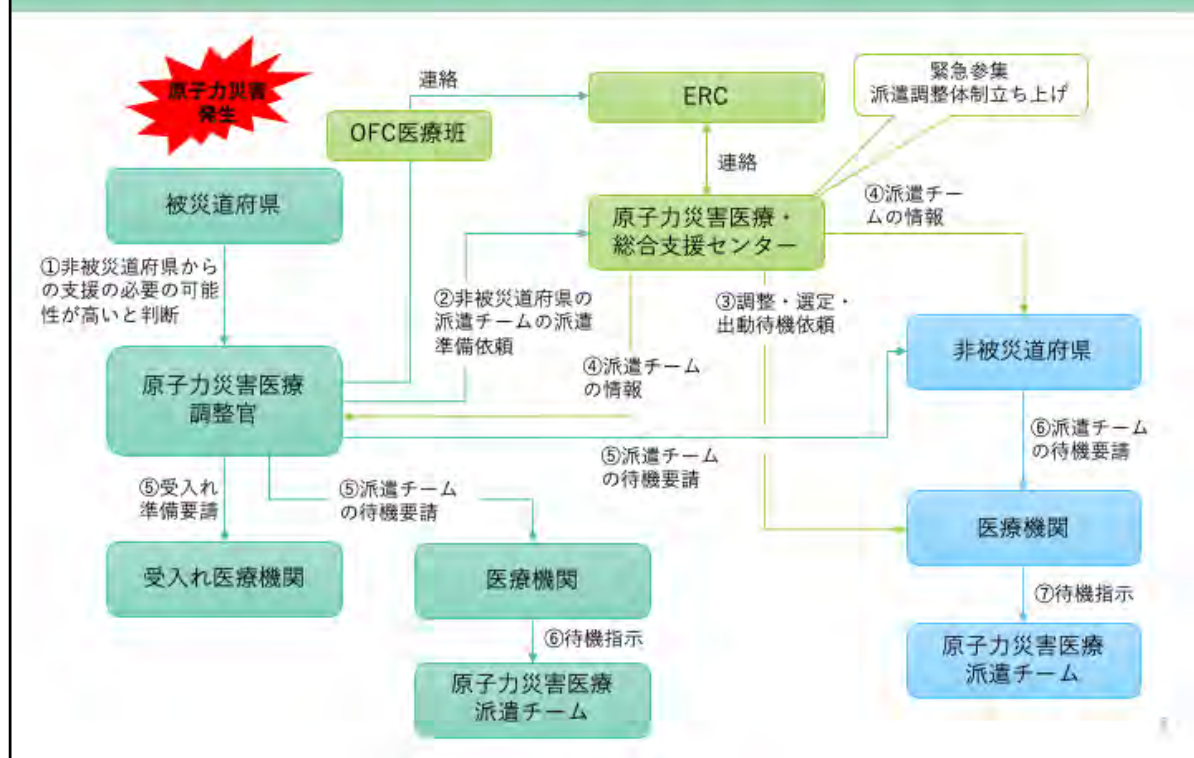 原子力災害
発生
連絡
OFC医療班
ERC
緊急参集
派遣調整体制立ち上げ
連絡
被災道府県
原子力災害医療・
総合支援センター
④派遣チー
ムの情報
①非被災道府県から
の支援の必要の可能
性が高いと判断
②非被災道府県の
派遣チームの派遣
準備依頼
③調整・選定・
出動待機依頼
④派遣チーム
の情報
非被災道府県
原子力災害医療
調整官
⑤派遣チーム
の待機要請
⑥派遣チーム
の待機要請
⑤受入れ
準備要請
⑤派遣チーム
の待機要請
医療機関
受入れ医療機関
医療機関
⑦待機指示
⑥待機指示
原子力災害医療
派遣チーム
原子力災害医療
派遣チーム